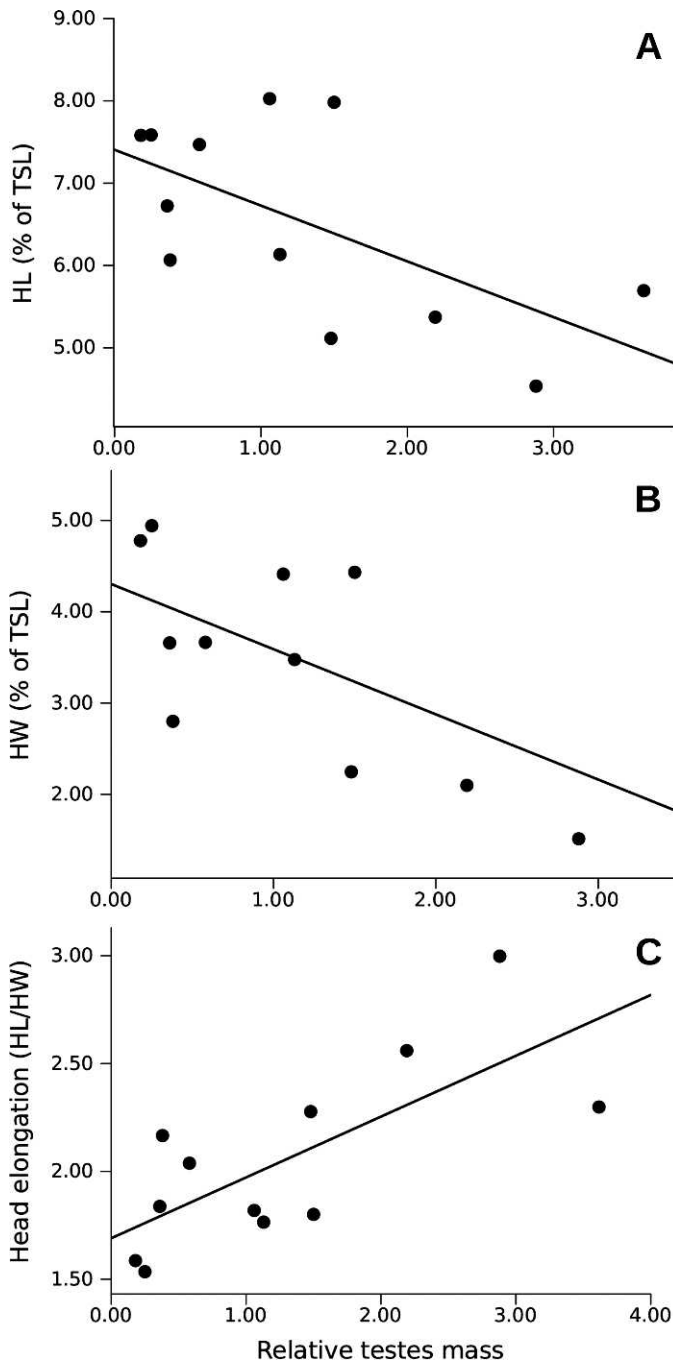 A
HL (% of TSL)
9.00
8.00
7.00
6.00
5.00
0.00 1.00 2.00 3.00
B
HW (% of TSL)
5.00
4.00
3.00
2.00
0.00 1.00 2.00 3.00
C
Head elongation (HL/HW)
3.00
2.50
2.00
1.50
0.00 1.00 2.00 3.00 4.00
Relative testes mass